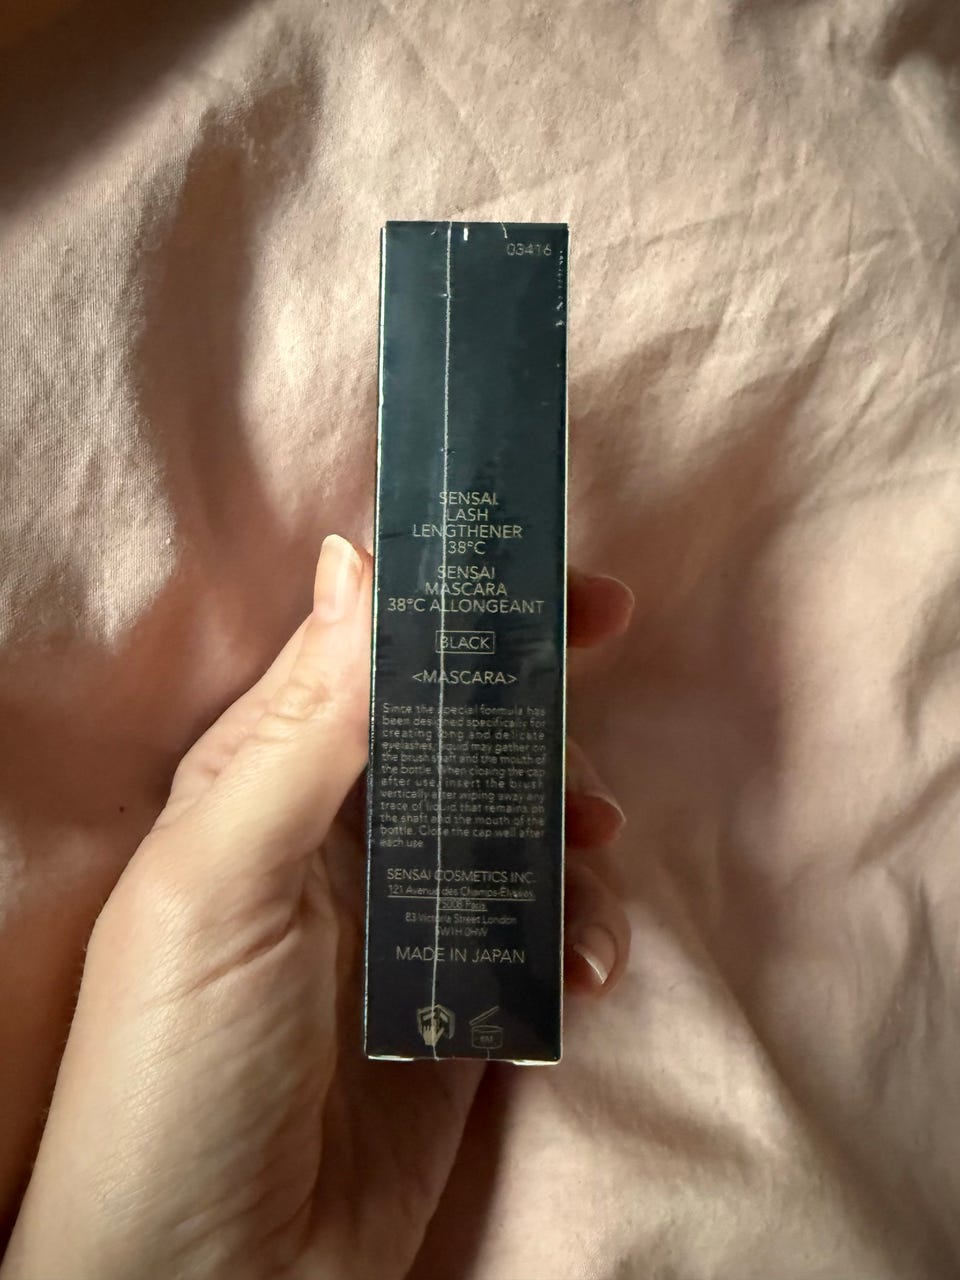 03416
SENSAI
LASH
LENGTHENER
38°C
SENSAI
MASCARA
38°C ALLONGEANT
BLACK
<MASCARA>
Since the special formula has
been designed specifically for
creating long and delicate
eyelashes, liquid may gather on
the brush shaft and the mouth of
the bottle. When closing the cap
after use, insert the brush
vertically after wiping away any
trace of liquid that remains on
the shaft and the mouth of the
bottle. Close the cap well after
each use.
SENSAI COSMETICS INC.
121 Avenue des Champs-Elysées,
75008 Paris
83 Victoria Street London
SW1H 0HW
MADE IN JAPAN
6M